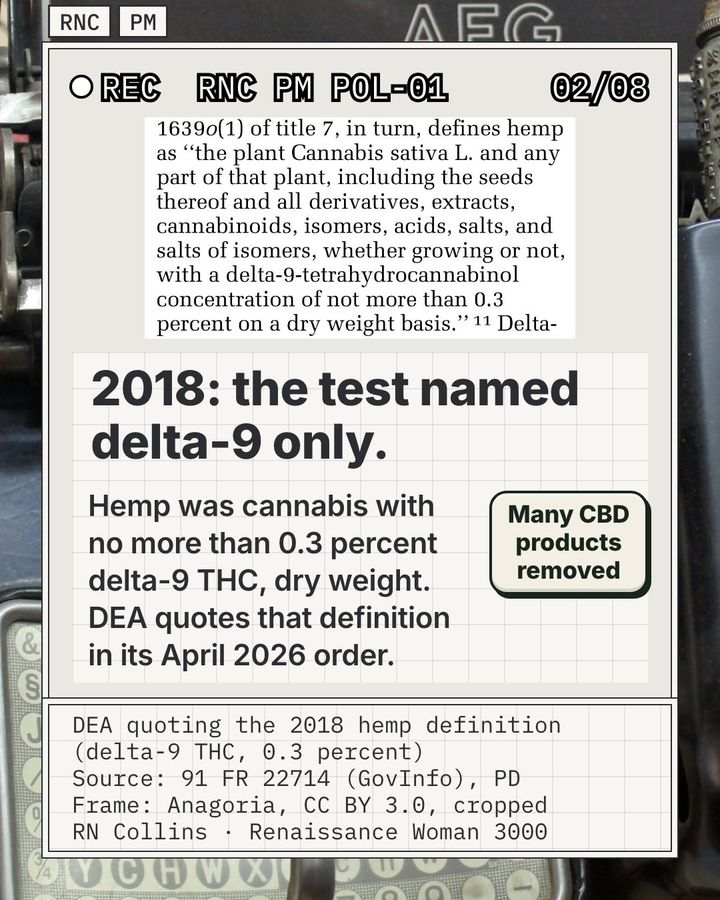 RNC PM
AEG
REC RNC PM POL-01 02/08
1639o(1) of title 7, in turn, defines hemp
as ‘‘the plant Cannabis sativa L. and any
part of that plant, including the seeds
thereof and all derivatives, extracts,
cannabinoids, isomers, acids, salts, and
salts of isomers, whether growing or not,
with a delta-9-tetrahydrocannabinol
concentration of not more than 0.3
percent on a dry weight basis.’’ ¹¹ Delta-
2018: the test named
delta-9 only.
Hemp was cannabis with
no more than 0.3 percent
delta-9 THC, dry weight.
DEA quotes that definition
in its April 2026 order.
Many CBD
products
removed
DEA quoting the 2018 hemp definition
(delta-9 THC, 0.3 percent)
Source: 91 FR 22714 (GovInfo), PD
Frame: Anagoria, CC BY 3.0, cropped
RN Collins · Renaissance Woman 3000
&
§
J
¾ Y C H W X